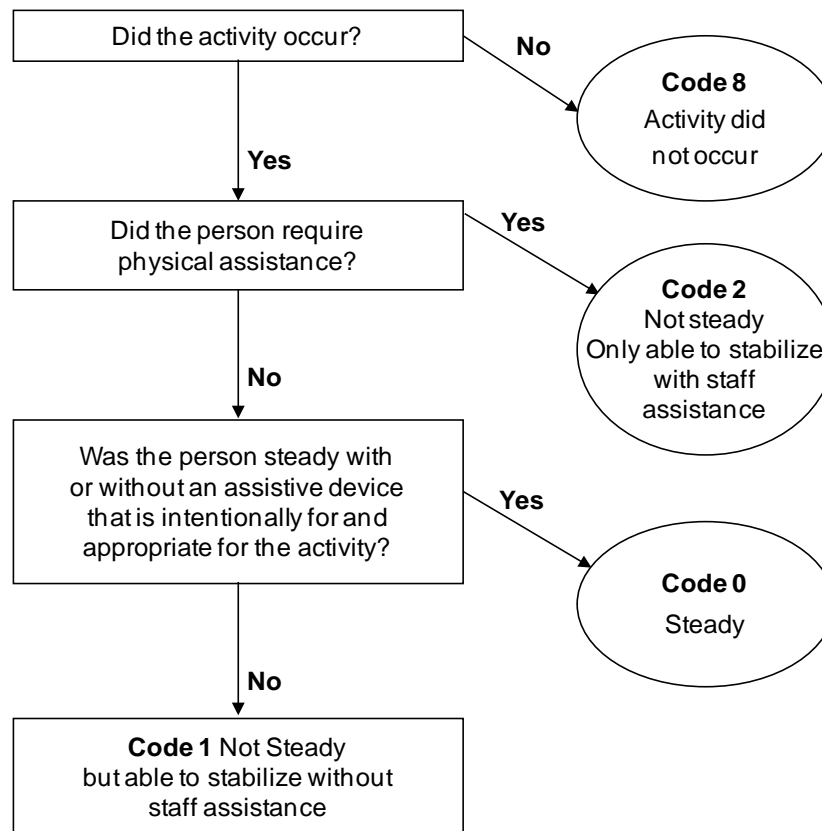 Did the activity occur?
No
Code 8
Activity did
not occur
Yes
Did the person require
physical assistance?
Yes
Code 2
Not steady
Only able to stabilize
with staff
assistance
No
Was the person steady with
or without an assistive device
that is intentionally for and
appropriate for the activity?
Yes
Code 0
Steady
No
Code 1 Not Steady
but able to stabilize without
staff assistance